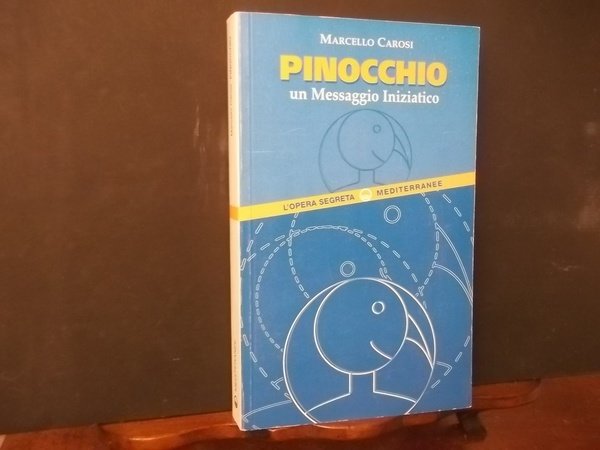 MARCELLO CAROSI
PINOCCHIO
un Messaggio Iniziatico
L'OPERA SEGRETA MEDITERRANEE